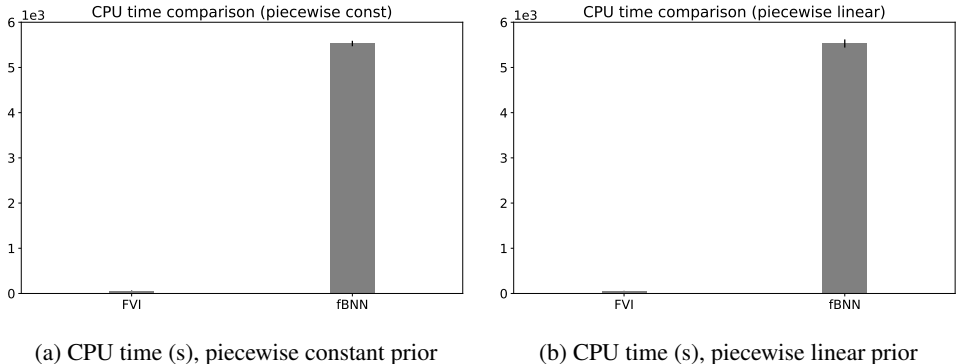 CPU time comparison (piecewise const)
1e3
6
5
4
3
2
1
0
FVI fBNN
(a) CPU time (s), piecewise constant prior
CPU time comparison (piecewise linear)
1e3
6
5
4
3
2
1
0
FVI fBNN
(b) CPU time (s), piecewise linear prior